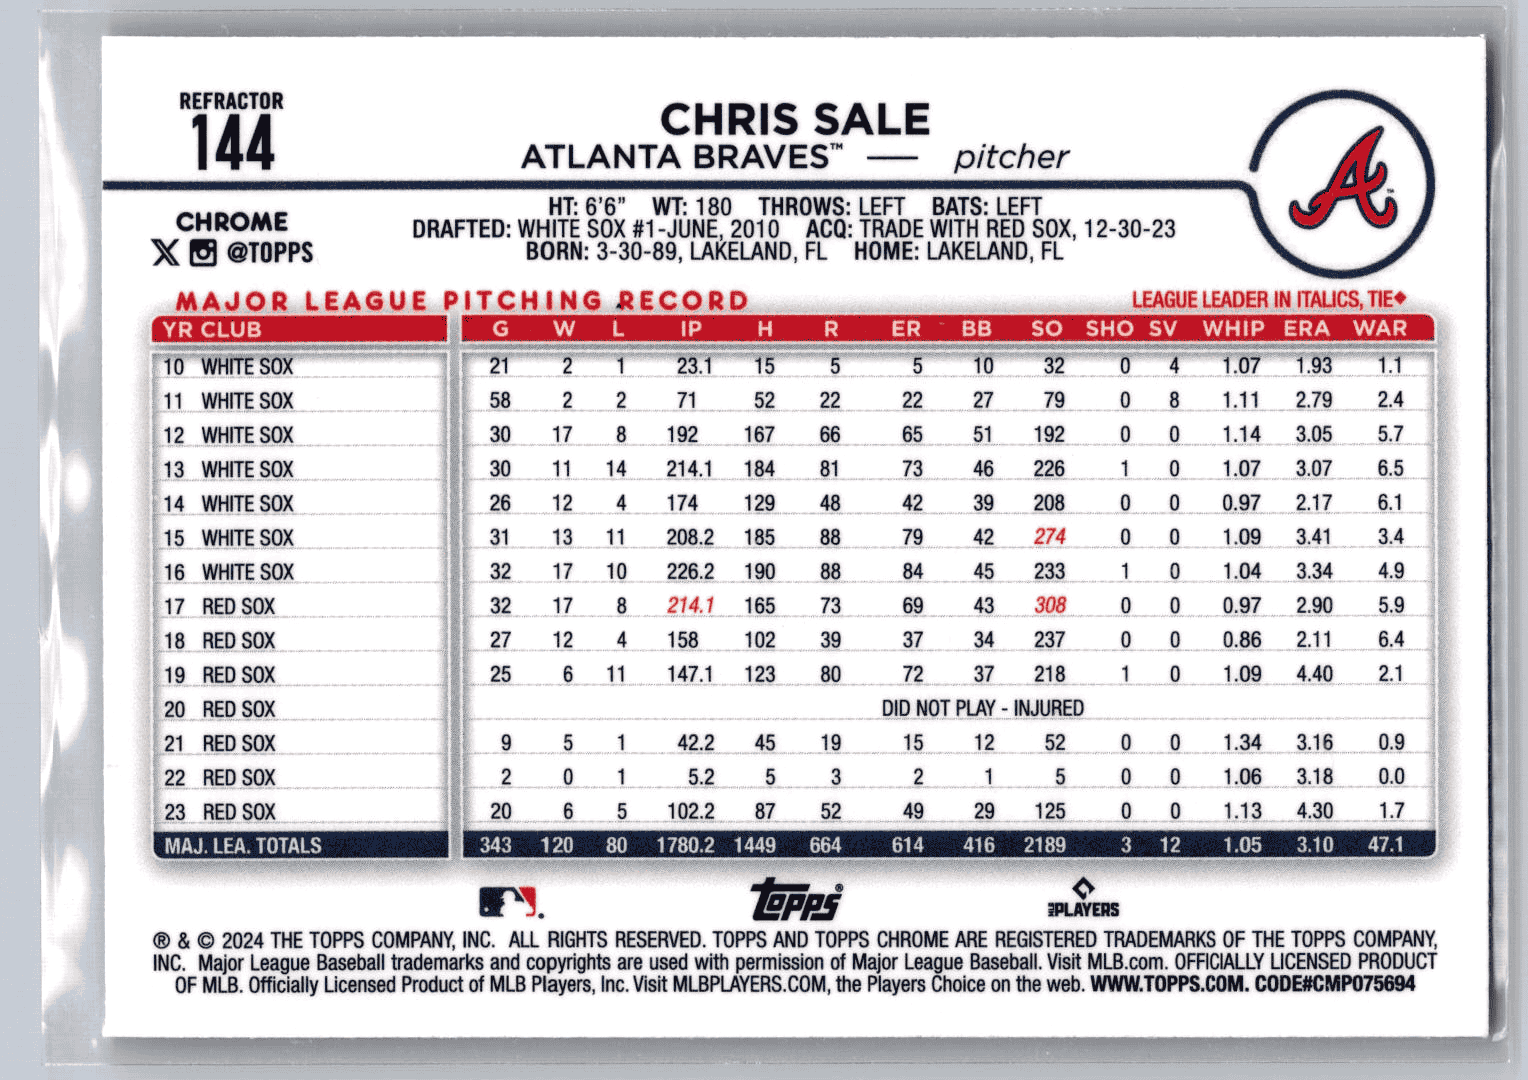 REFRACTOR
144
CHRIS SALE
ATLANTA BRAVES™ — pitcher
A
CHROME
@TOPPS
HT: 6'6" WT: 180 THROWS: LEFT BATS: LEFT
DRAFTED: WHITE SOX #1-JUNE, 2010 ACQ: TRADE WITH RED SOX, 12-30-23
BORN: 3-30-89, LAKELAND, FL HOME: LAKELAND, FL
MAJOR LEAGUE PITCHING RECORD LEAGUE LEADER IN ITALICS, TIE◆
YR CLUB G W L IP H R ER BB SO SHO SV WHIP ERA WAR
10 WHITE SOX 21 2 1 23.1 15 5 5 10 32 0 4 1.07 1.93 1.1
11 WHITE SOX 58 2 2 71 52 22 22 27 79 0 8 1.11 2.79 2.4
12 WHITE SOX 30 17 8 192 167 66 65 51 192 0 0 1.14 3.05 5.7
13 WHITE SOX 30 11 14 214.1 184 81 73 46 226 1 0 1.07 3.07 6.5
14 WHITE SOX 26 12 4 174 129 48 42 39 208 0 0 0.97 2.17 6.1
15 WHITE SOX 31 13 11 208.2 185 88 79 42 274 0 0 1.09 3.41 3.4
16 WHITE SOX 32 17 10 226.2 190 88 84 45 233 1 0 1.04 3.34 4.9
17 RED SOX 32 17 8 214.1 165 73 69 43 308 0 0 0.97 2.90 5.9
18 RED SOX 27 12 4 158 102 39 37 34 237 0 0 0.86 2.11 6.4
19 RED SOX 25 6 11 147.1 123 80 72 37 218 1 0 1.09 4.40 2.1
20 RED SOX DID NOT PLAY - INJURED
21 RED SOX 9 5 1 42.2 45 19 15 12 52 0 0 1.34 3.16 0.9
22 RED SOX 2 0 1 5.2 5 3 2 1 5 0 0 1.06 3.18 0.0
23 RED SOX 20 6 5 102.2 87 52 49 29 125 0 0 1.13 4.30 1.7
MAJ. LEA. TOTALS 343 120 80 1780.2 1449 664 614 416 2189 3 12 1.05 3.10 47.1
Topps® MLB PLAYERS
® & © 2024 THE TOPPS COMPANY, INC. ALL RIGHTS RESERVED. TOPPS AND TOPPS CHROME ARE REGISTERED TRADEMARKS OF THE TOPPS COMPANY,
INC. Major League Baseball trademarks and copyrights are used with permission of Major League Baseball. Visit MLB.com. OFFICIALLY LICENSED PRODUCT
OF MLB. Officially Licensed Product of MLB Players, Inc. Visit MLBPLAYERS.COM, the Players Choice on the web. WWW.TOPPS.COM. CODE#CMP075694